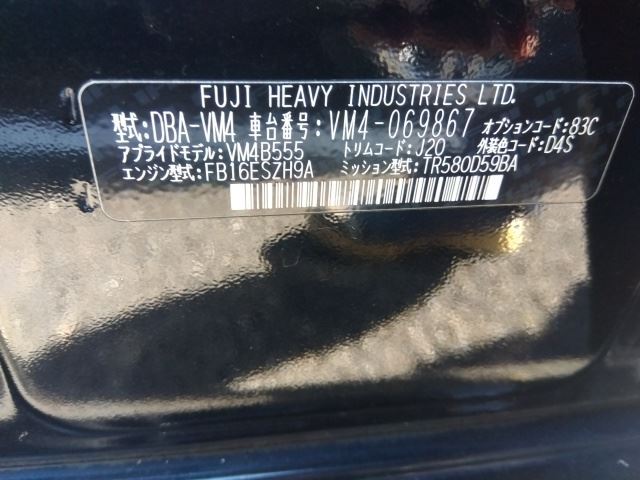 FUJI HEAVY INDUSTRIES LTD.
型式:DBA-VM4 車台番号:VM4-069867 オプションコード:83C
アプライドモデル:VM4B555 トリムコード:J20 外装色コード:D4S
エンジン型式:FB16ESZH9A ミッション型式:TR580D59BA